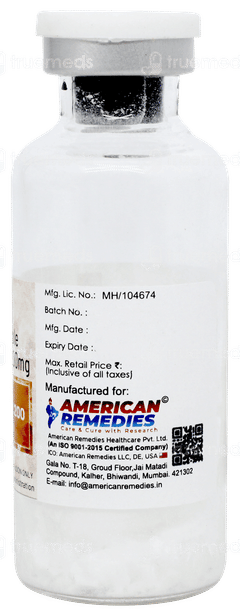 truemeds
Mfg. Lic. No.: MH/104674
Batch No. :
Mfg. Date :
Expiry Date :
Max. Retail Price ₹:
(Inclusive of all taxes)
Manufactured for:
AMERICAN©
REMEDIES
Care & Cure with Research
American Remedies Healthcare Pvt. Ltd.
(An ISO 9001-2015 Certified Company)
ICO: American Remedies LLC, DE, USA
Gala No. T-18, Groud Floor,Jai Matadi
Compound, Kalher, Bhiwandi, Mumbai. 421302
E-mail: info@americanremedies.in
0mg